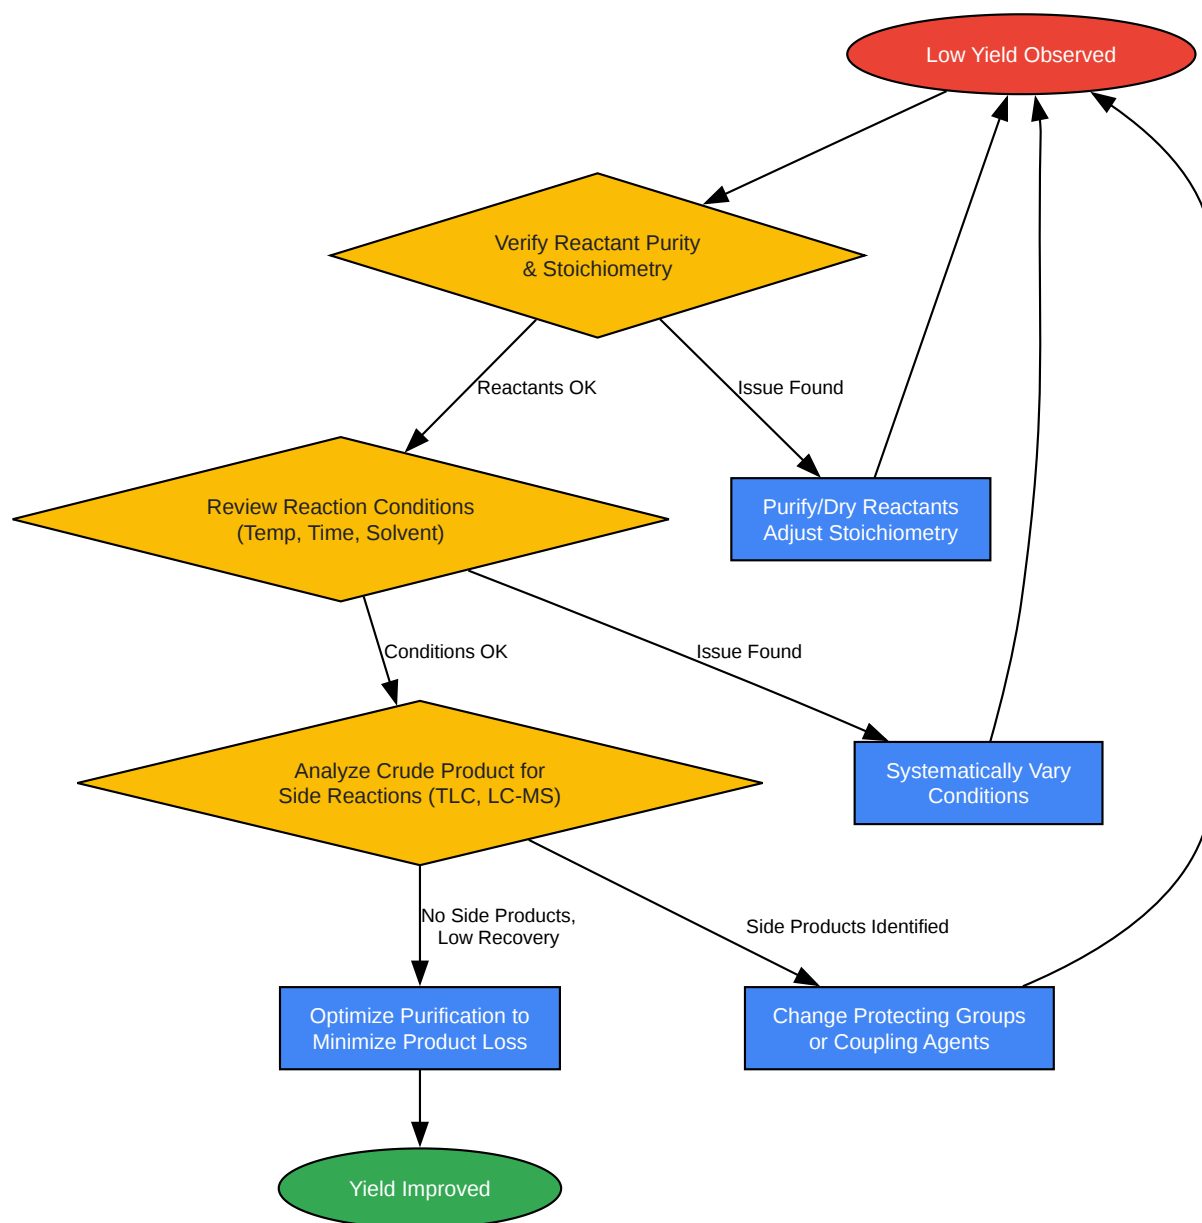 Low Yield Observed
Verify Reactant Purity
& Stoichiometry
Reactants OK
Issue Found
Review Reaction Conditions
(Temp, Time, Solvent)
Purify/Dry Reactants
Adjust Stoichiometry
Conditions OK
Issue Found
Analyze Crude Product for
Side Reactions (TLC, LC-MS)
Systematically Vary
Conditions
No Side Products,
Low Recovery
Side Products Identified
Optimize Purification to
Minimize Product Loss
Change Protecting Groups
or Coupling Agents
Yield Improved